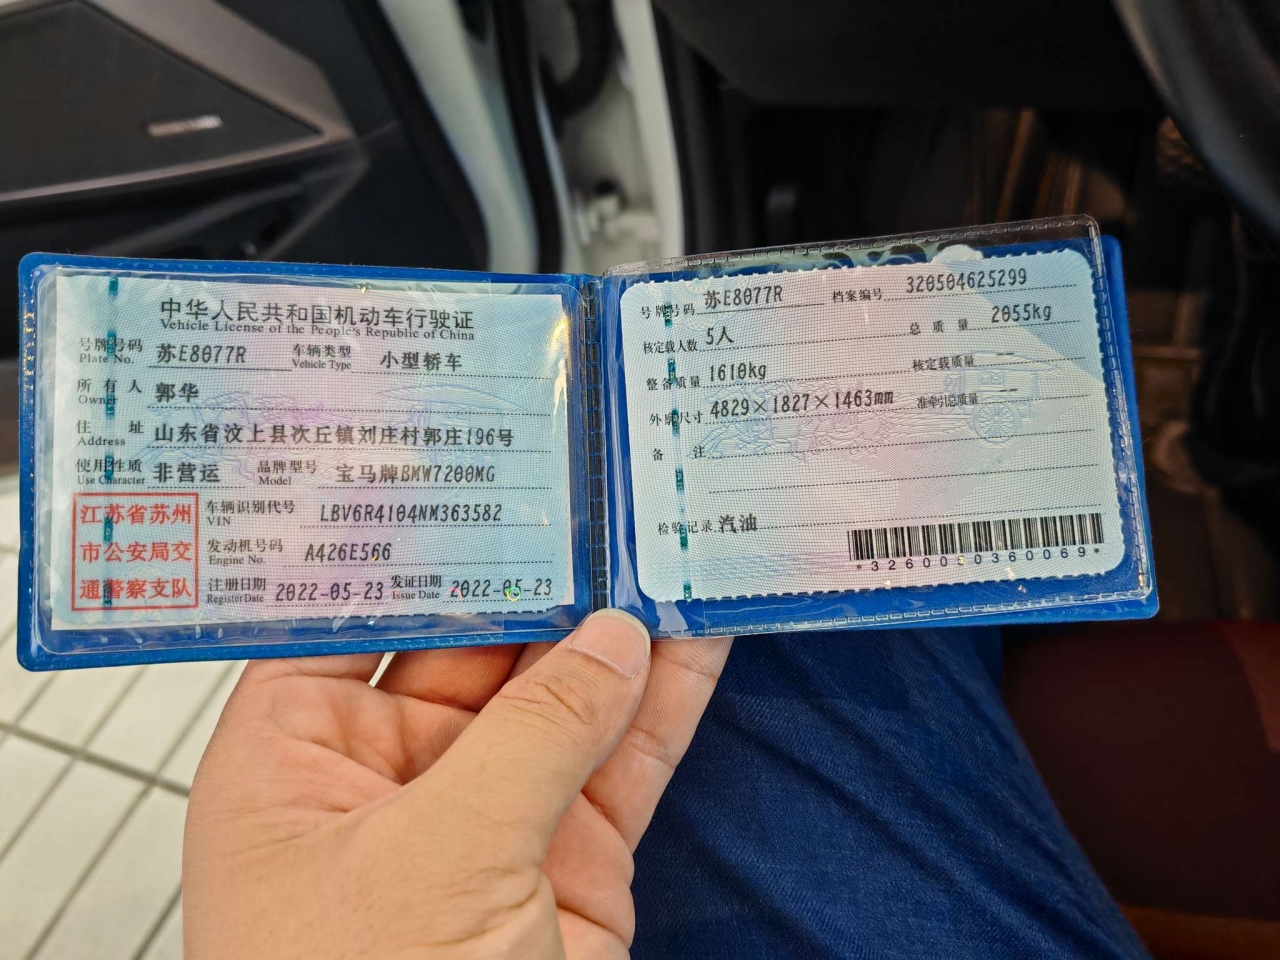 中华人民共和国机动车行驶证
Vehicle License of the People's Republic of China
号牌号码 苏E8077R 车辆类型 小型轿车
Plate No. Vehicle Type
所有人 郭华
Owner
住址 山东省汶上县次丘镇刘庄村郭庄196号
Address
使用性质 非营运 品牌型号 宝马牌BMW7200MG
Use Character Model
江苏省苏州
市公安局交
通警察支队
车辆识别代号 LBV6R4104NM363582
VIN
发动机号码 A426E566
Engine No.
注册日期 2022-05-23 发证日期 2022-05-23
Register Date Issue Date
号牌号码 苏E8077R 档案编号 320504625299
核定载人数 5人 总质量 2055kg
整备质量 1610kg 核定载质量 --
外廓尺寸 4829×1827×1463mm 准牵引总质量 --
备注
检验记录 汽油
*3260050360069*